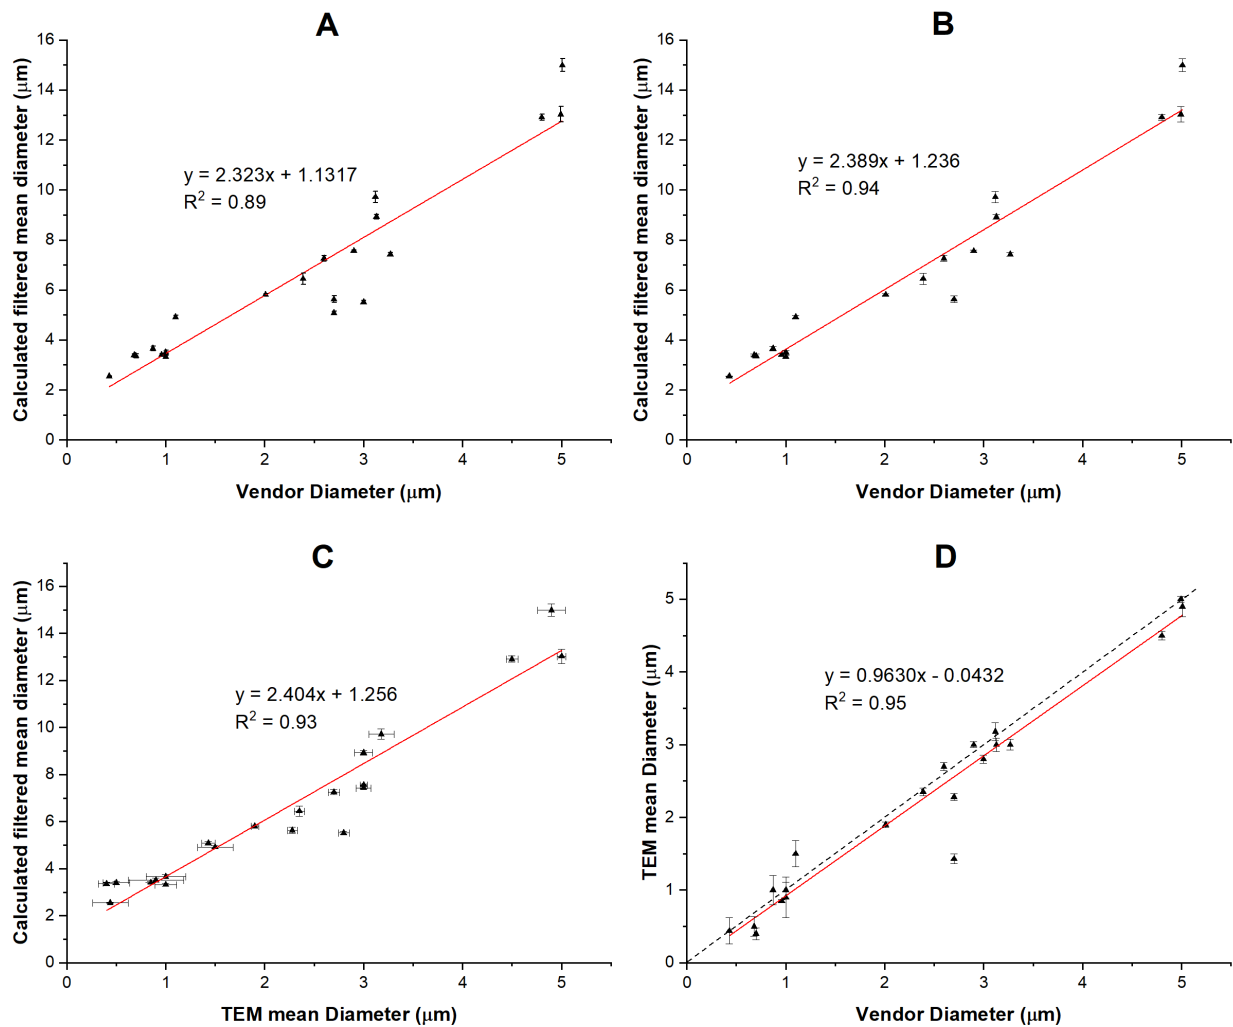 A
Calculated filtered mean diameter (μm)
16
14
12
10
8
6
4
2
0
y = 2.323x + 1.1317
R² = 0.89
0 1 2 3 4 5
Vendor Diameter (μm)
B
Calculated filtered mean diameter (μm)
16
14
12
10
8
6
4
2
0
y = 2.389x + 1.236
R² = 0.94
0 1 2 3 4 5
Vendor Diameter (μm)
C
Calculated filtered mean diameter (μm)
16
14
12
10
8
6
4
2
0
y = 2.404x + 1.256
R² = 0.93
0 1 2 3 4 5
TEM mean Diameter (μm)
D
TEM mean Diameter (μm)
5
4
3
2
1
0
y = 0.9630x - 0.0432
R² = 0.95
0 1 2 3 4 5
Vendor Diameter (μm)